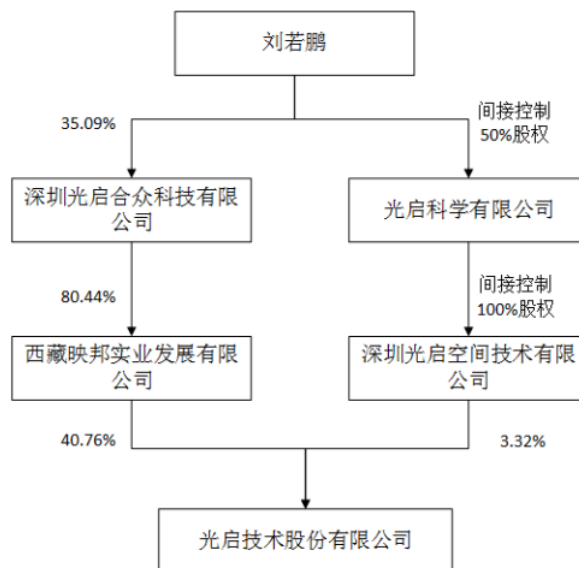 刘若鹏
35.09%
间接控制
50%股权
深圳光启合众科技有限
公司
光启科学有限公司
80.44%
间接控制
100%股权
西藏映邦实业发展有限
公司
深圳光启空间技术有限
公司
40.76%
3.32%
光启技术股份有限公司